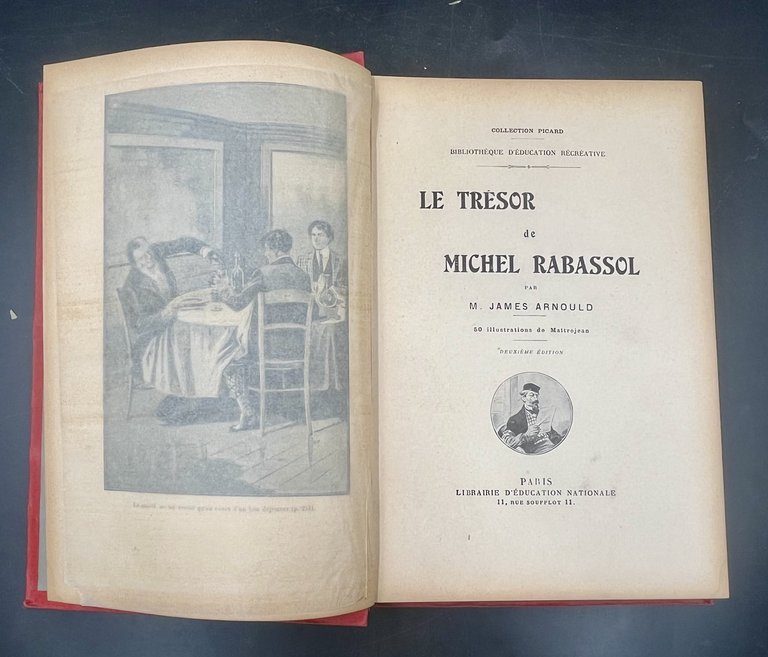 COLLECTION PICARD
BIBLIOTHÈQUE D'ÉDUCATION RÉCRÉATIVE
LE TRÉSOR
de
MICHEL RABASSOL
PAR
M. JAMES ARNOULD
50 illustrations de Maitrejean
DEUXIÈME ÉDITION
PARIS
LIBRAIRIE D'ÉDUCATION NATIONALE
11, RUE SOUFFLOT 11.